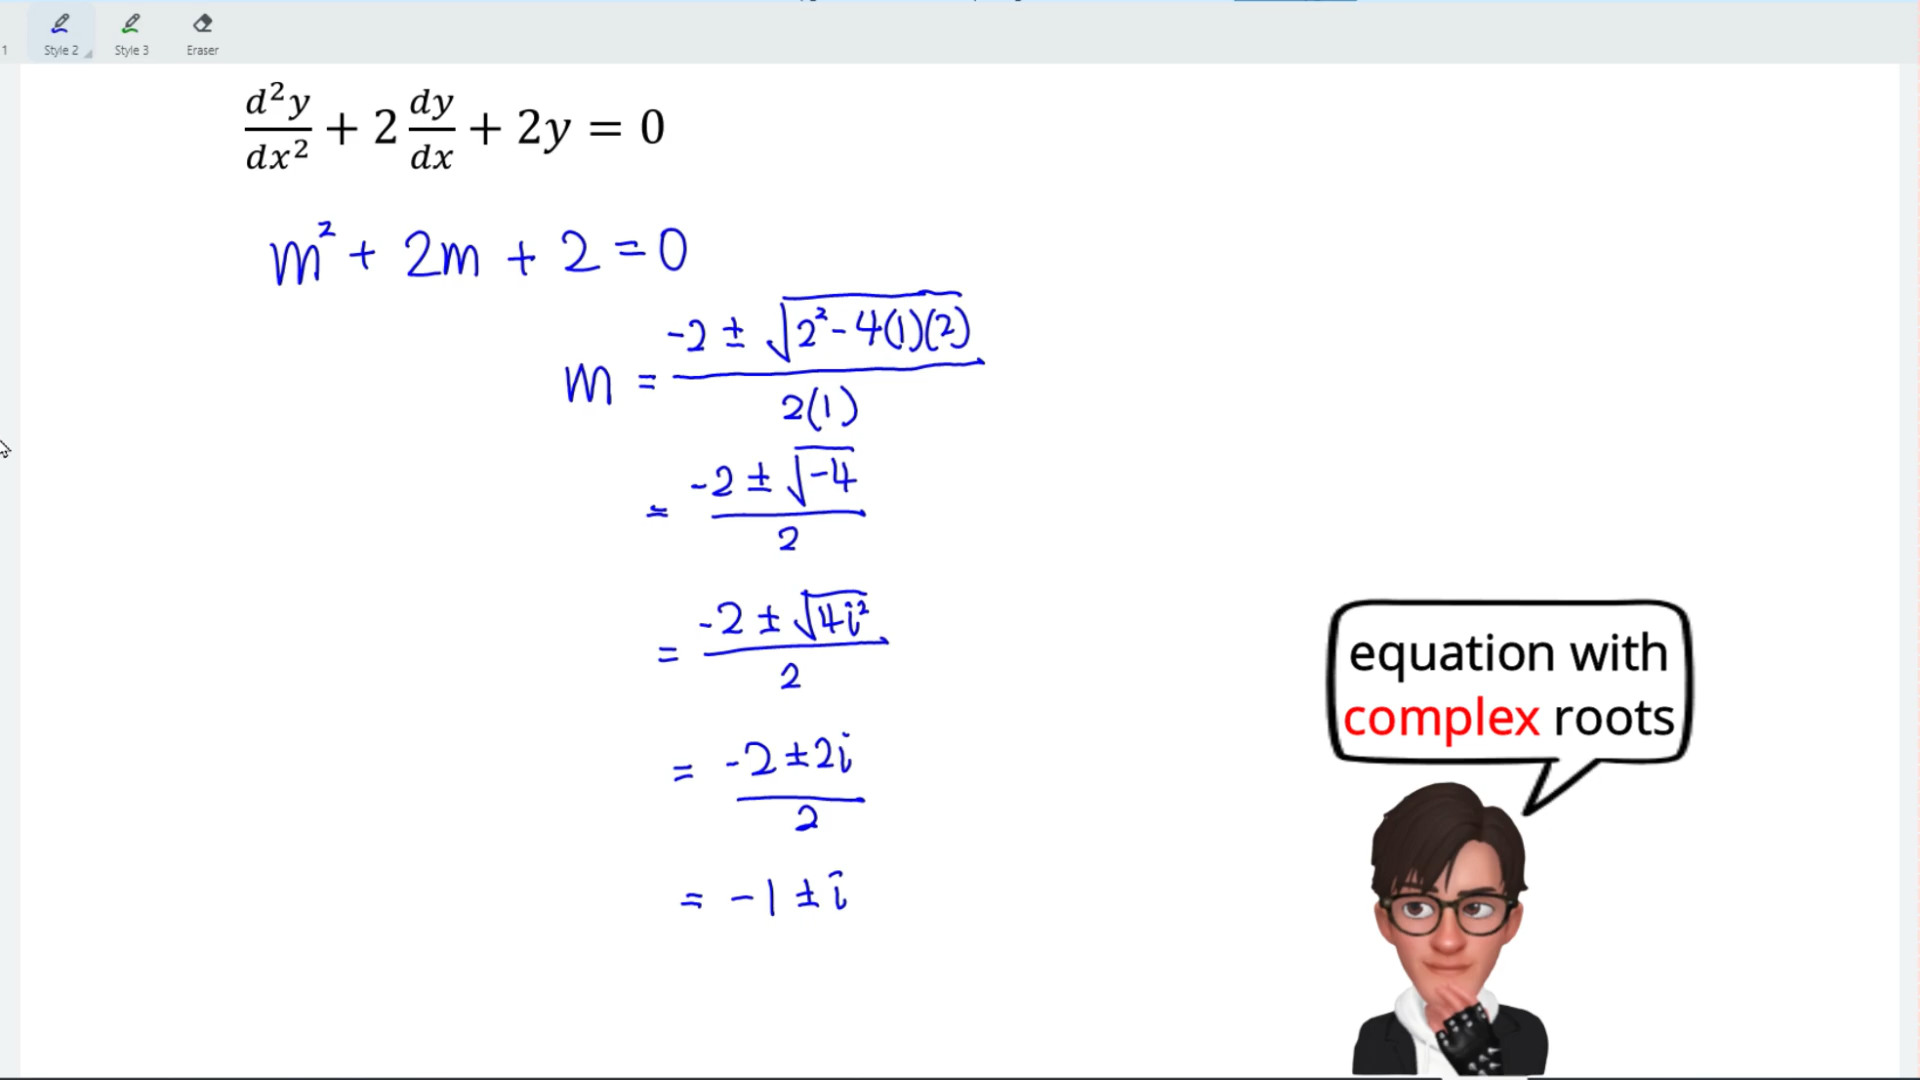 1 Style 2 Style 3 Eraser
d²y/dx² + 2 dy/dx + 2y = 0
m² + 2m + 2 = 0
m = (-2 ± √(2² - 4(1)(2)))/2(1)
= (-2 ± √-4)/2
= (-2 ± √4i²)/2
= (-2 ± 2i)/2
= -1 ± i
equation with
complex roots